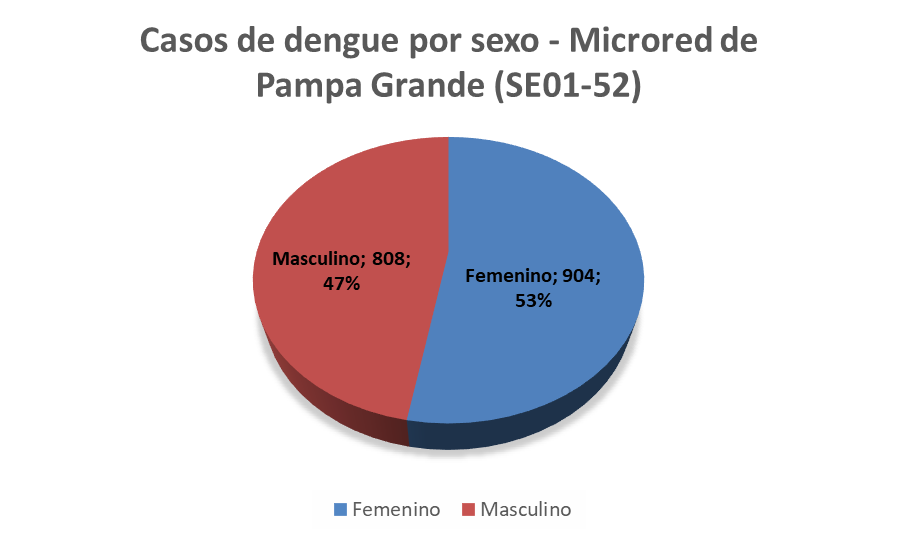 Casos de dengue por sexo - Microred de
Pampa Grande (SE01-52)
Masculino; 808;
47%
Femenino; 904;
53%
Femenino
Masculino